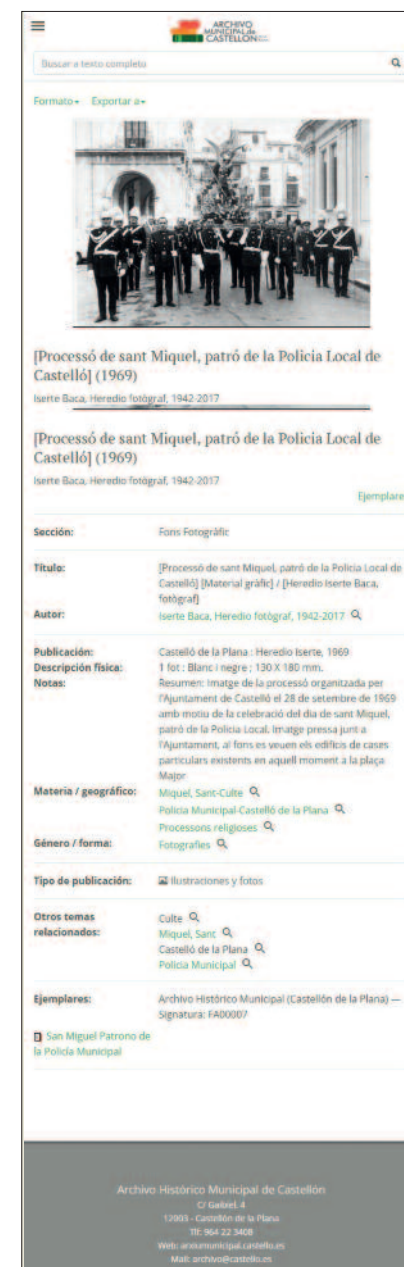 ARCHIVO
MUNICIPAL de
CASTELLÓN
Buscar a texto completo
Formato Exportar a
[Processó de sant Miquel, patró de la Policia Local de
Castelló] (1969)
Iserte Baca, Heredio fotògraf, 1942-2017
[Processó de sant Miquel, patró de la Policia Local de
Castelló] (1969)
Iserte Baca, Heredio fotògraf, 1942-2017
Ejemplare
Sección: Fons Fotogràfic
Título: [Processó de sant Miquel, patró de la Policia Local de
Castelló] [Material gràfic] / [Heredio Iserte Baca,
fotògraf]
Autor: Iserte Baca, Heredio fotògraf, 1942-2017
Publicación: Castelló de la Plana : Heredio Iserte, 1969
Descripción física: 1 fot : Blanc i negre ; 130 X 180 mm.
Notas: Resumen: Imatge de la processó organitzada per
l'Ajuntament de Castelló el 28 de setembre de 1969
amb motiu de la celebració del dia de sant Miquel,
patró de la Policia Local. Imatge pressa junt a
l'Ajuntament, al fons es veuen els edificis de cases
particulars existents en aquell moment a la plaça
Major
Materia / geográfico: Miquel, Sant-Culte
Policia Municipal-Castelló de la Plana
Processons religioses
Género / forma: Fotografies
Tipo de publicación: Ilustraciones y fotos
Otros temas Culte
relacionados: Miquel, Sant
Castelló de la Plana
Policia Municipal
Ejemplares: Archivo Histórico Municipal (Castellón de la Plana) —
Signatura: FA00007
San Miguel Patrono de
la Policía Municipal
Archivo Histórico Municipal de Castellón
C/ Gaibiel, 4
12003 - Castellón de la Plana
Tlf: 964 22 3408
Web: arxiumunicipal.castello.es
Mail: archivo@castello.es